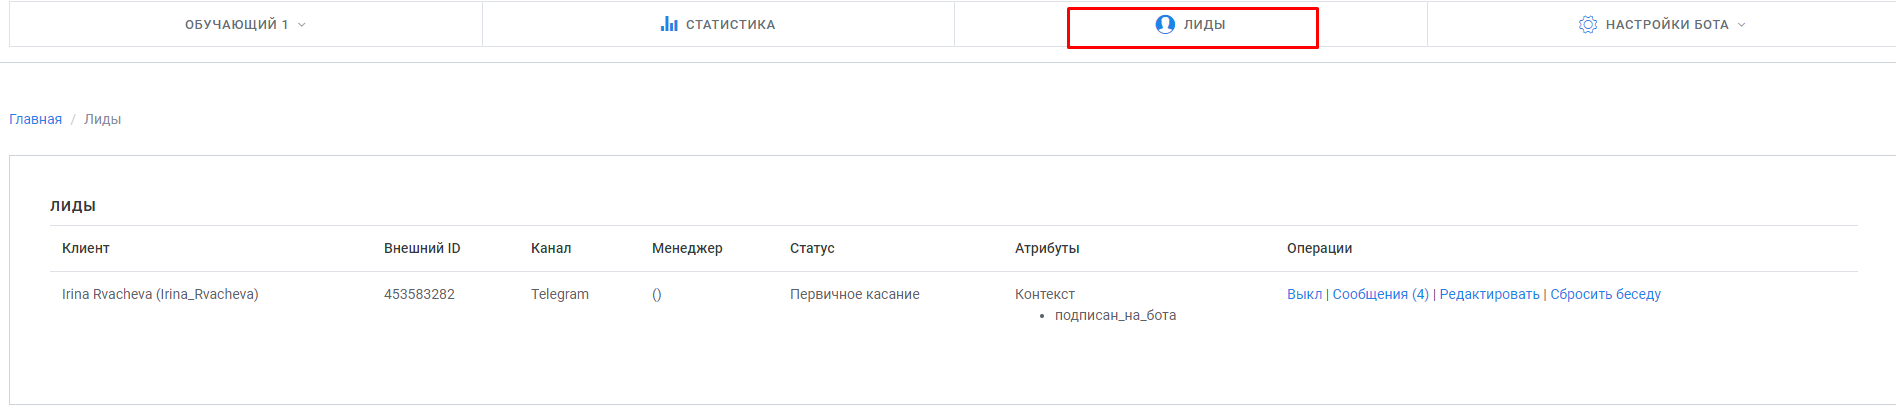 ОБУЧАЮЩИЙ 1 СТАТИСТИКА ЛИДЫ НАСТРОЙКИ БОТА
Главная / Лиды
ЛИДЫ
Клиент Внешний ID Канал Менеджер Статус Атрибуты Операции
Irina Rvacheva (Irina_Rvacheva) 453583282 Telegram () Первичное касание Контекст Выкл | Сообщения (4) | Редактировать | Сбросить беседу
• подписан_на_бота